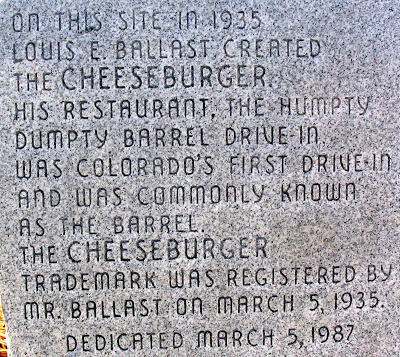 ON THIS SITE IN 1935
LOUIS E. BALLAST CREATED
THE CHEESEBURGER.
HIS RESTAURANT, THE HUMPTY
DUMPTY BARREL DRIVE-IN.
WAS COLORADO'S FIRST DRIVE-IN
AND WAS COMMONLY KNOWN
AS THE BARREL.
THE CHEESEBURGER
TRADEMARK WAS REGISTERED BY
MR. BALLAST ON MARCH 5, 1935.
DEDICATED MARCH 5, 1987